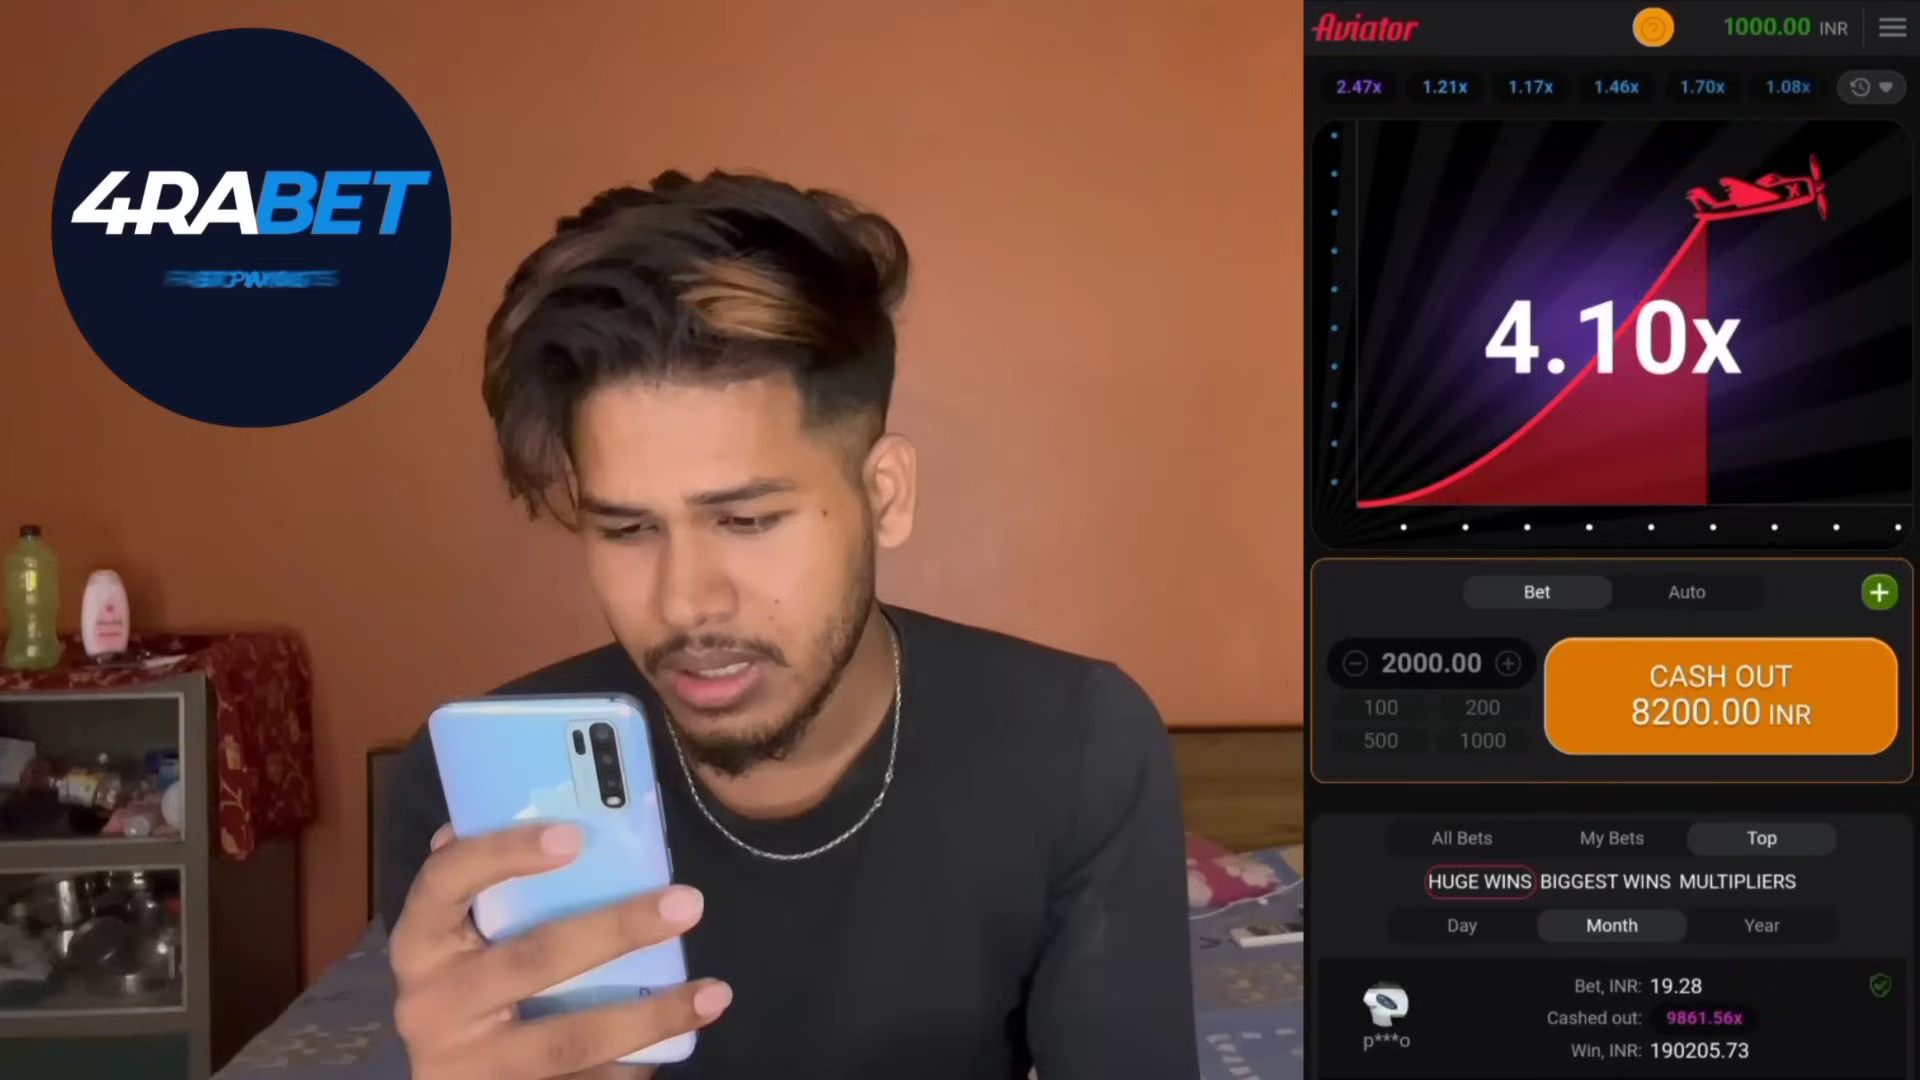 4RABET
Aviator
1000.00 INR
2.47x 1.21x 1.17x 1.46x 1.70x 1.08x
4.10x
Bet Auto
2000.00
CASH OUT
8200.00 INR
100 200
500 1000
All Bets My Bets Top
HUGE WINS BIGGEST WINS MULTIPLIERS
Day Month Year
Bet, INR: 19.28
Cashed out: 9861.56x
p***o
Win, INR: 190205.73